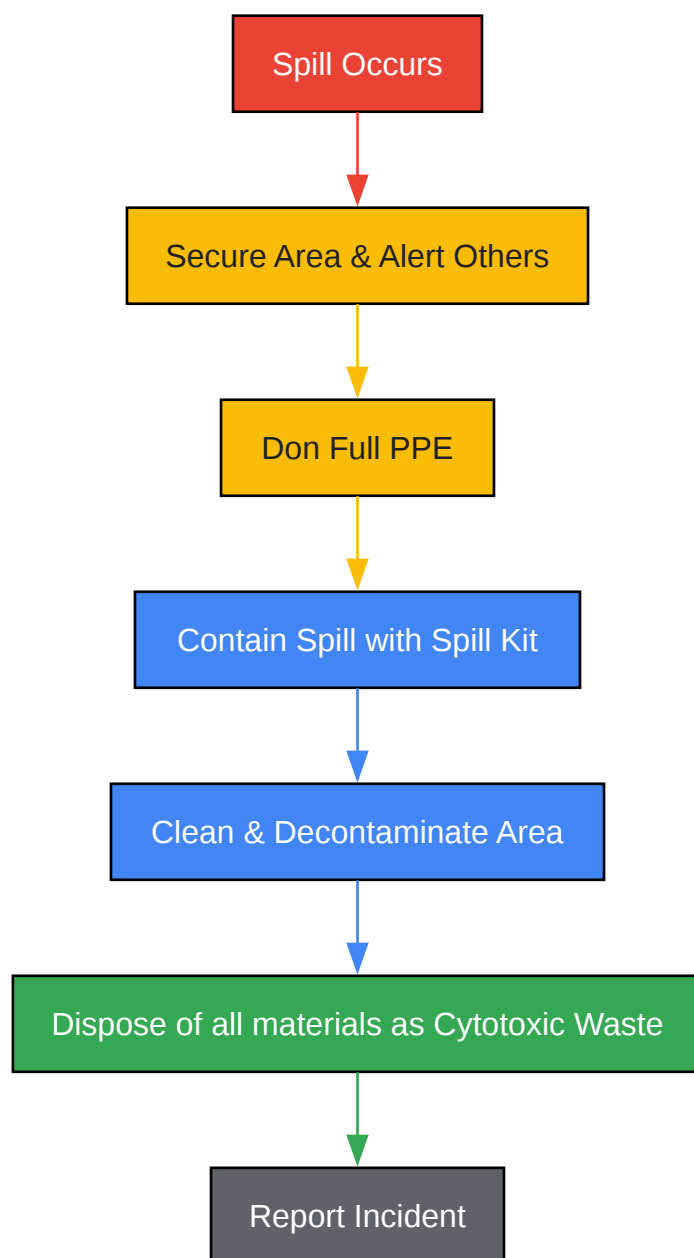 Spill Occurs
Secure Area & Alert Others
Don Full PPE
Contain Spill with Spill Kit
Clean & Decontaminate Area
Dispose of all materials as Cytotoxic Waste
Report Incident